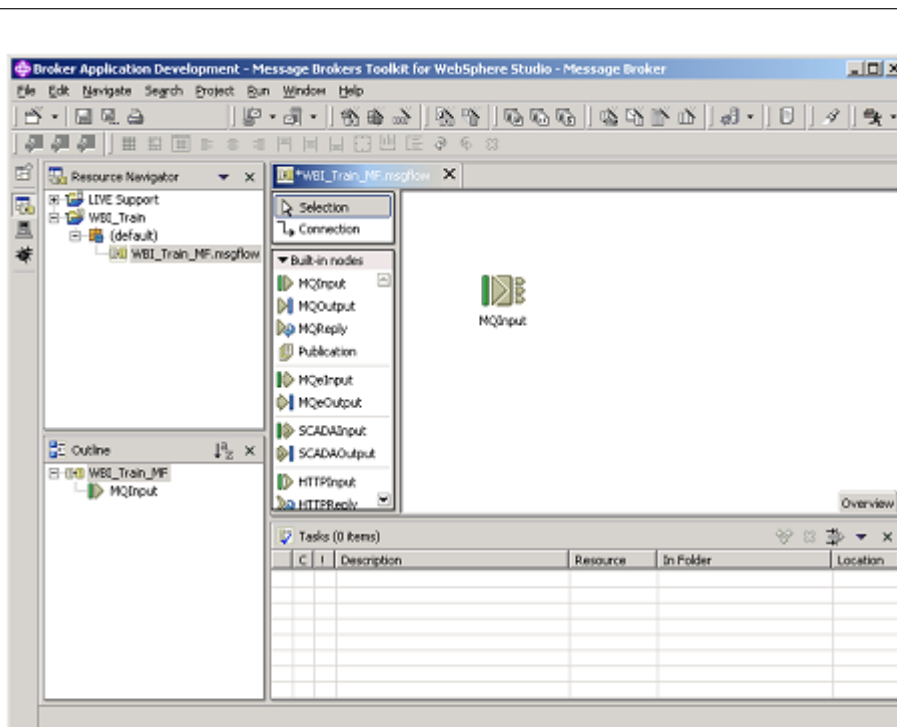 Broker Application Development - Message Brokers Toolkit for WebSphere Studio - Message Broker
File Edit Navigate Search Project Run Window Help
Resource Navigator
LIVE Support
WBI_Train
(default)
WBI_Train_MF.msgflow
*WBI_Train_MF.msgflow
Selection
Connection
Built-in nodes
MQInput
MQOutput
MQReply
Publication
MQeInput
MQeOutput
SCADAInput
SCADAOutput
HTTPInput
HTTPReply
MQInput
Overview
Outline
WBI_Train_MF
MQInput
Tasks (0 items)
C ! Description Resource In Folder Location